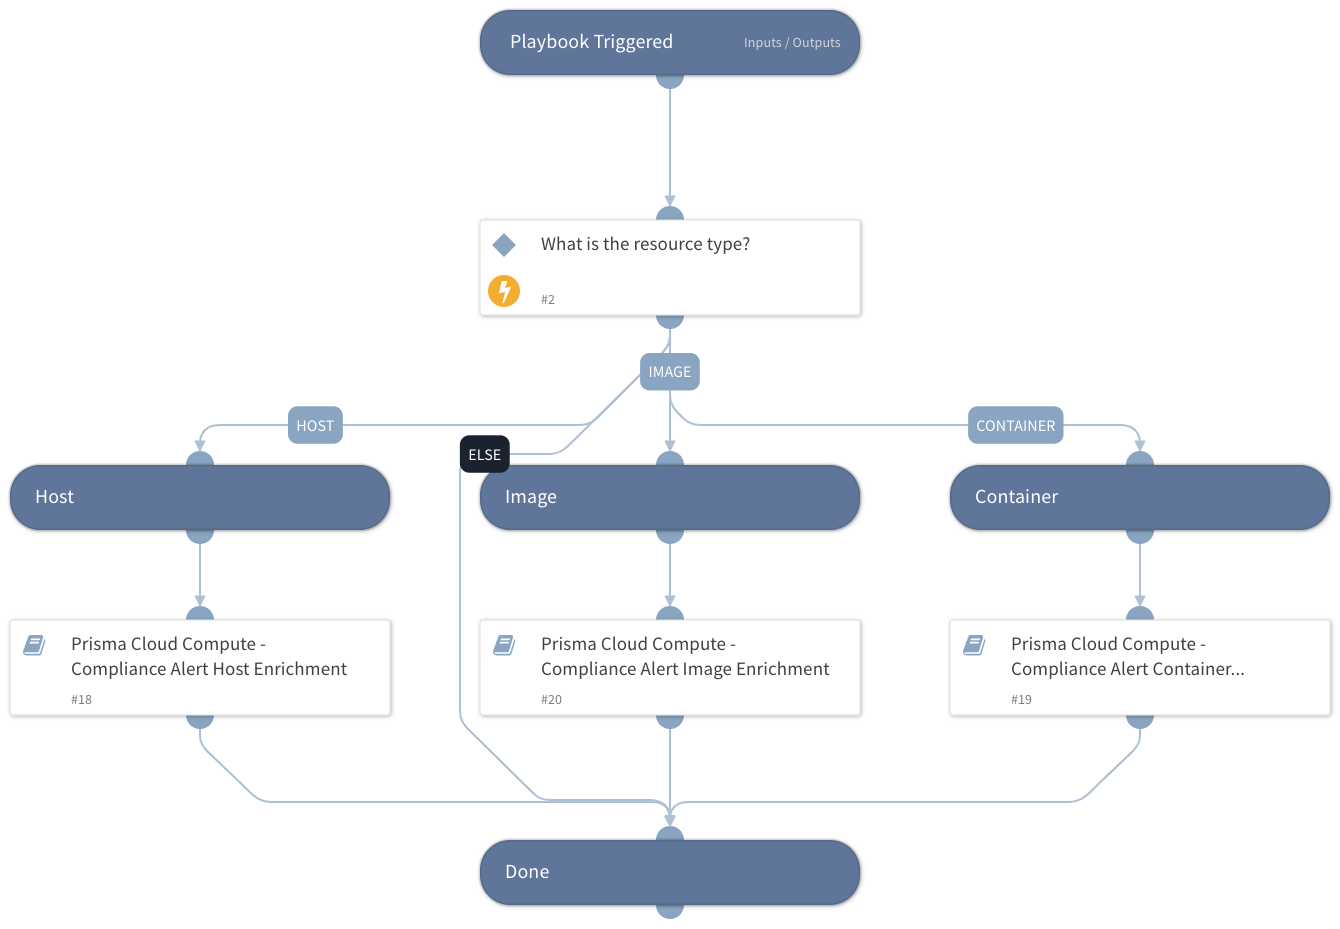 Playbook Triggered
Inputs / Outputs
What is the resource type?
#2
IMAGE
HOST
CONTAINER
ELSE
Host
Image
Container
Prisma Cloud Compute -
Compliance Alert Host Enrichment
#18
Prisma Cloud Compute -
Compliance Alert Image Enrichment
#20
Prisma Cloud Compute -
Compliance Alert Container...
#19
Done